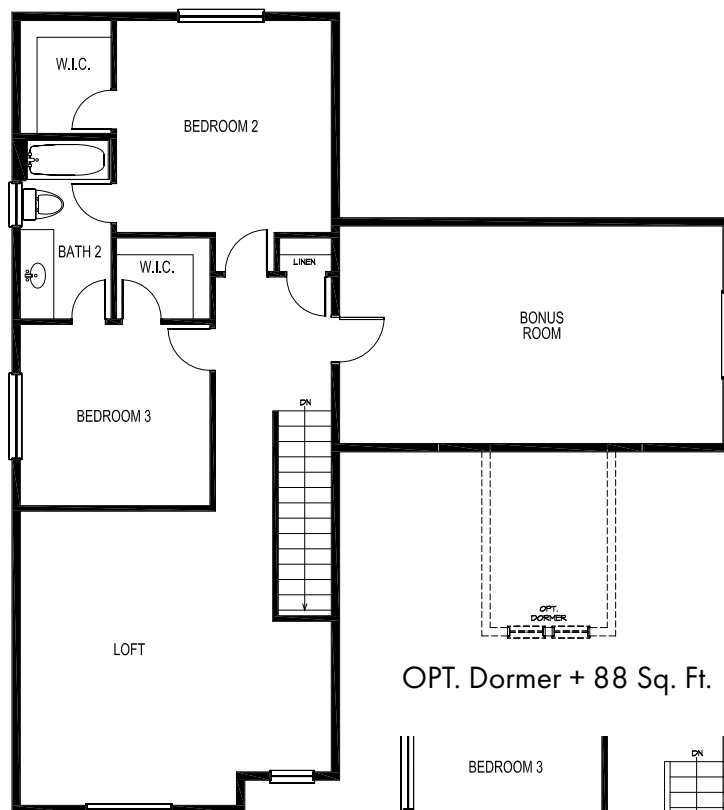 W.I.C.
BEDROOM 2
BATH 2
W.I.C.
LINEN
BONUS
ROOM
BEDROOM 3
DN
LOFT
OPT.
DORMER
OPT. Dormer + 88 Sq. Ft.
BEDROOM 3
DN